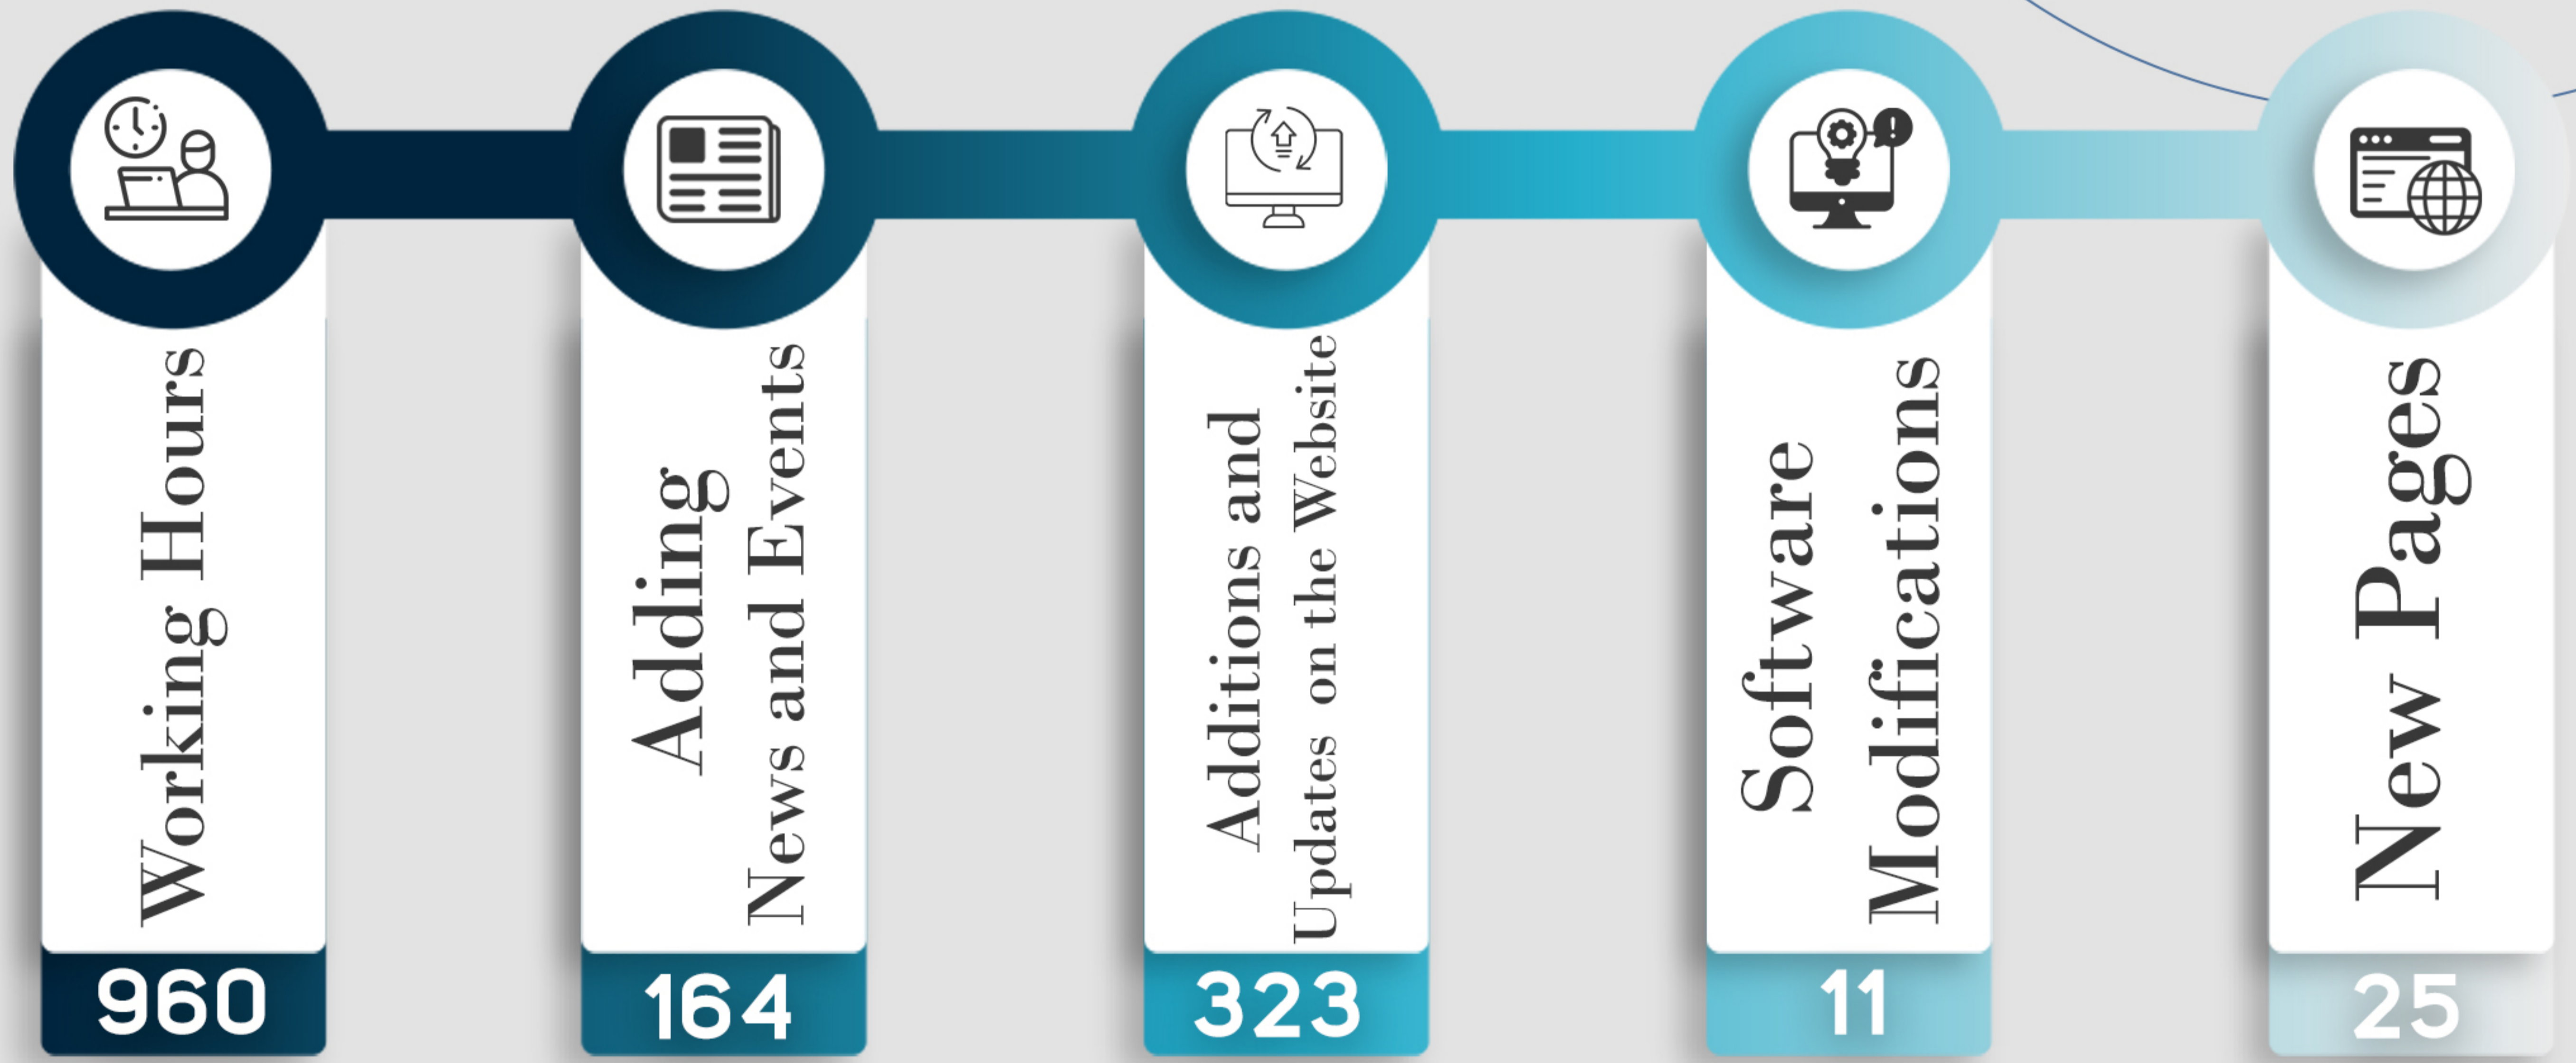 Working Hours
960
Adding
News and Events
164
Additions and
Updates on the Website
323
Software
Modifications
11
New Pages
25